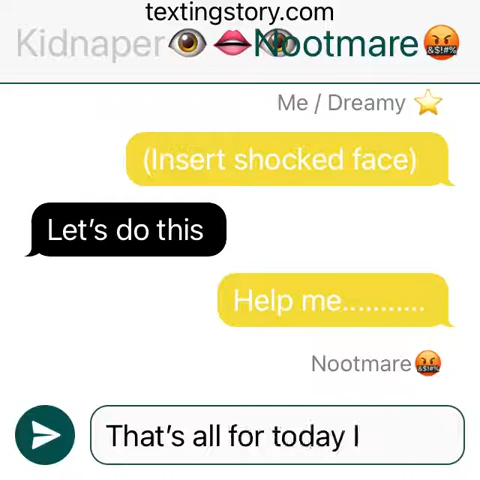 textingstory.com
Kidnaper👁️👄👁️Nootmare🤬
Me / Dreamy ⭐
(Insert shocked face)
Let's do this
Help me...........
Nootmare🤬
That's all for today I